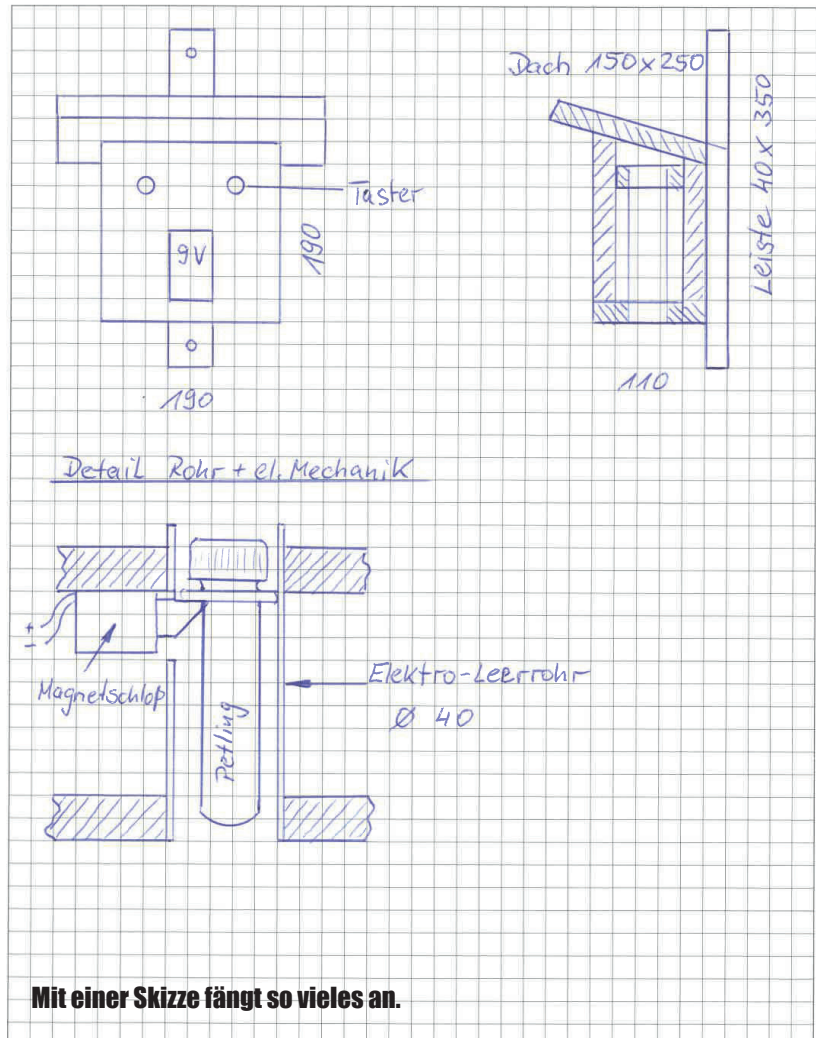 Dach 150x250
Leiste 40x350
Taster
190
9V
190
110
Detail Rohr + el. Mechanik
+
-
Magnetschloß
Elektro-Leerrohr
Ø 40
Petling
Mit einer Skizze fängt so vieles an.